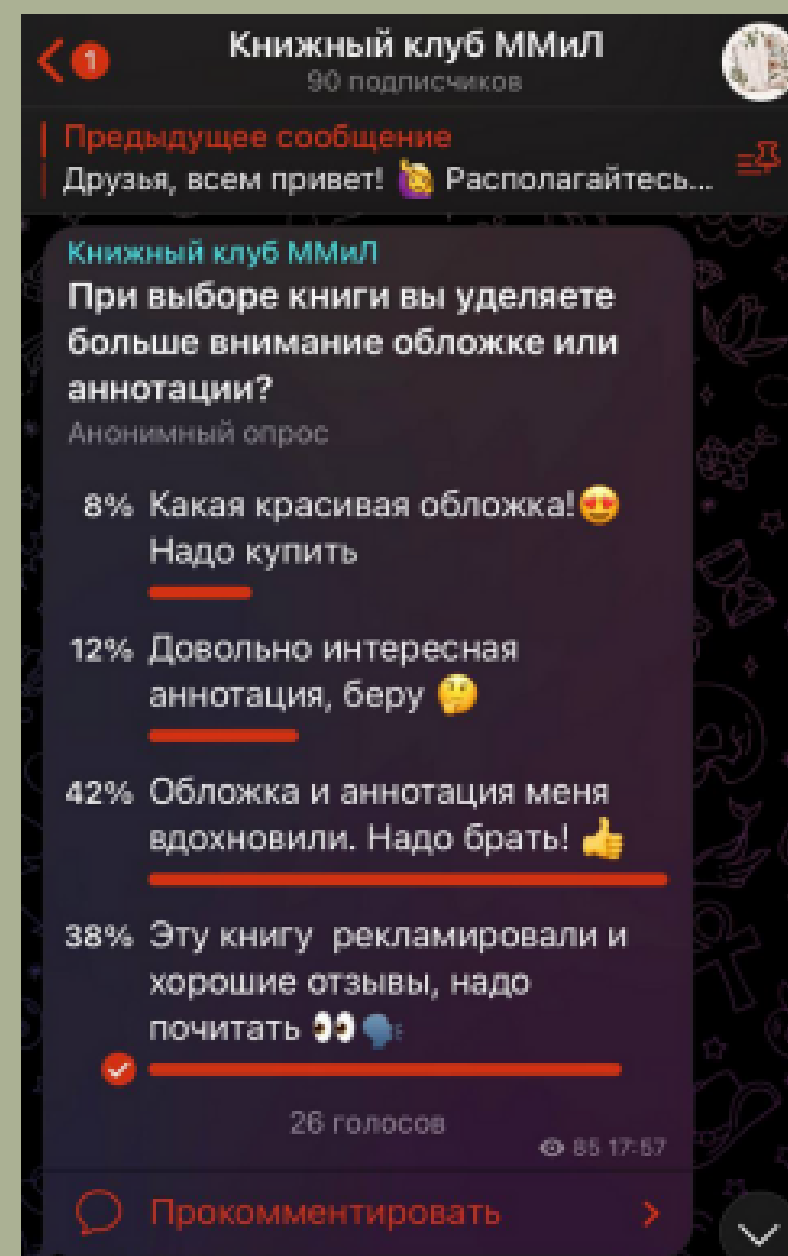 1
Книжный клуб ММиЛ
90 подписчиков
Предыдущее сообщение
Друзья, всем привет! 🙋 Располагайтесь...
Книжный клуб ММиЛ
При выборе книги вы уделяете
больше внимание обложке или
аннотации?
Анонимный опрос
8% Какая красивая обложка!😍
Надо купить
12% Довольно интересная
аннотация, беру 🤔
42% Обложка и аннотация меня
вдохновили. Надо брать! 👍
38% Эту книгу рекламировали и
хорошие отзывы, надо
почитать 👀🗣
26 голосов
85 17:57
Прокомментировать